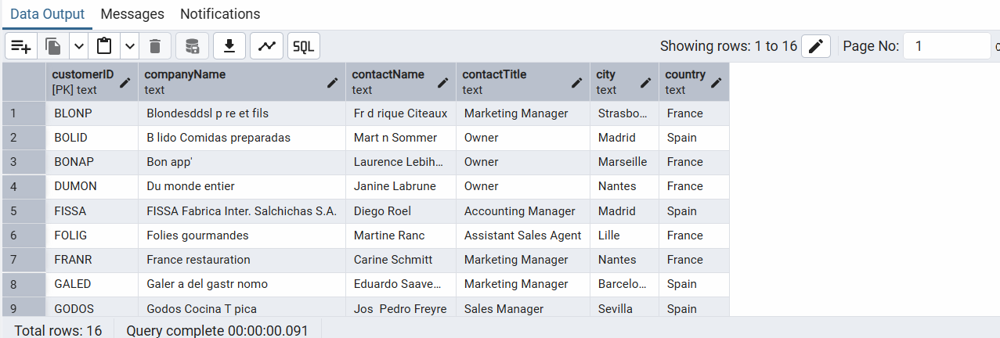 Data Output Messages Notifications
SQL Showing rows: 1 to 16 Page No: 1
customerID companyName contactName contactTitle city country
[PK] text text text text text text
1 BLONP Blondesddsl p re et fils Fr d rique Citeaux Marketing Manager Strasbo... France
2 BOLID B lido Comidas preparadas Mart n Sommer Owner Madrid Spain
3 BONAP Bon app' Laurence Lebih... Owner Marseille France
4 DUMON Du monde entier Janine Labrune Owner Nantes France
5 FISSA FISSA Fabrica Inter. Salchichas S.A. Diego Roel Accounting Manager Madrid Spain
6 FOLIG Folies gourmandes Martine Ranc Assistant Sales Agent Lille France
7 FRANR France restauration Carine Schmitt Marketing Manager Nantes France
8 GALED Galer a del gastr nomo Eduardo Saave... Marketing Manager Barcelo... Spain
9 GODOS Godos Cocina T pica Jos Pedro Freyre Sales Manager Sevilla Spain
Total rows: 16 Query complete 00:00:00.091